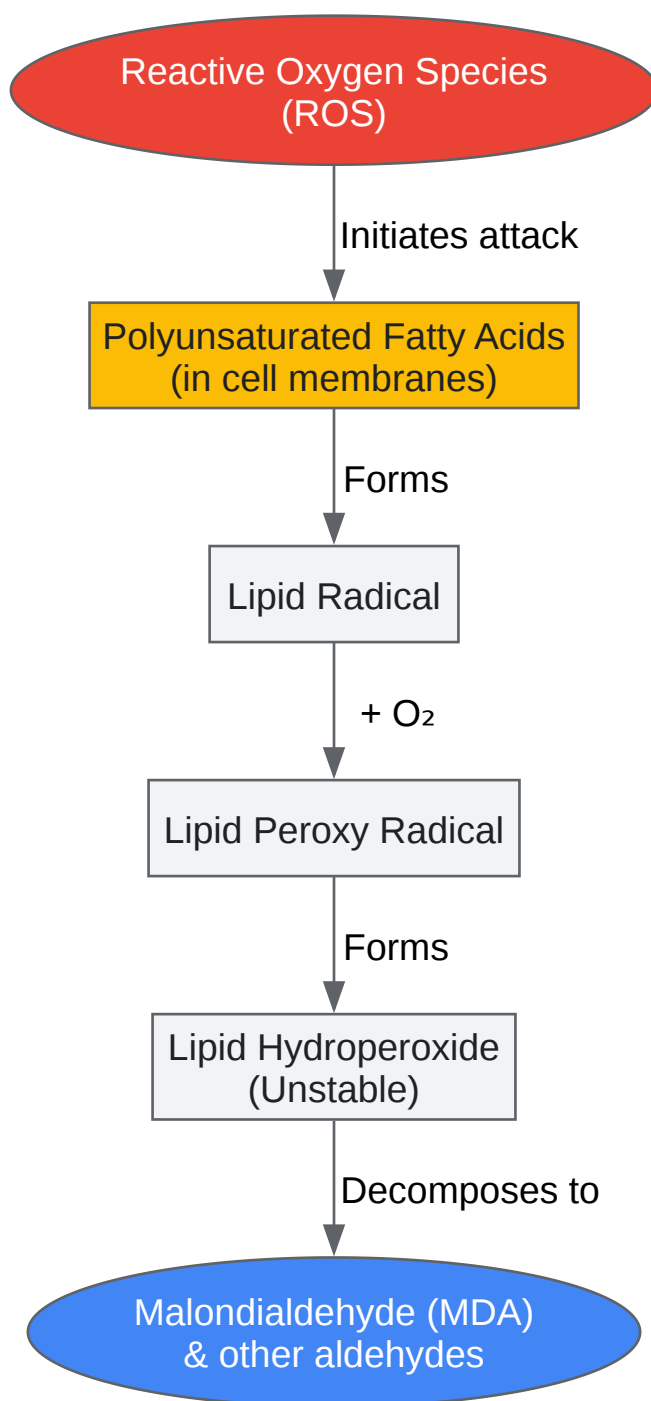 Reactive Oxygen Species
(ROS)
Initiates attack
Polyunsaturated Fatty Acids
(in cell membranes)
Forms
Lipid Radical
+ O₂
Lipid Peroxy Radical
Forms
Lipid Hydroperoxide
(Unstable)
Decomposes to
Malondialdehyde (MDA)
& other aldehydes